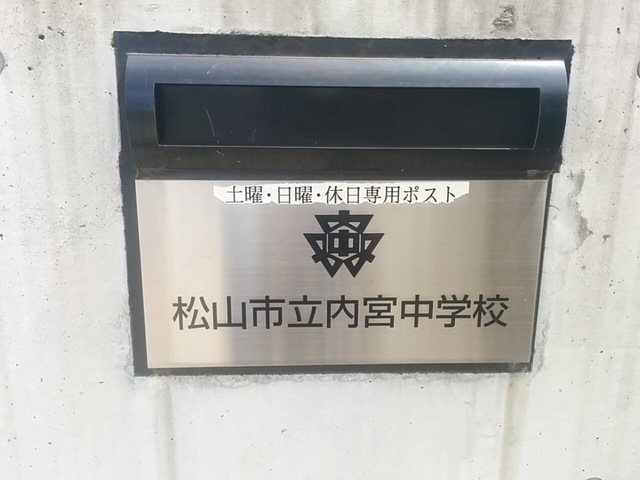 土曜・日曜・休日専用ポスト
中
松山市立内宮中学校